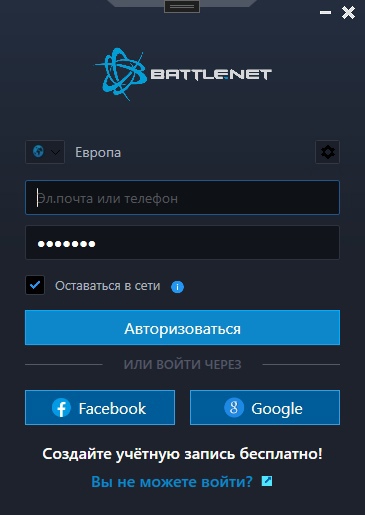 BATTLE.NET
Европа
Эл.почта или телефон
•••••••
Оставаться в сети
Авторизоваться
ИЛИ ВОЙТИ ЧЕРЕЗ
Facebook
Google
Создайте учётную запись бесплатно!
Вы не можете войти?